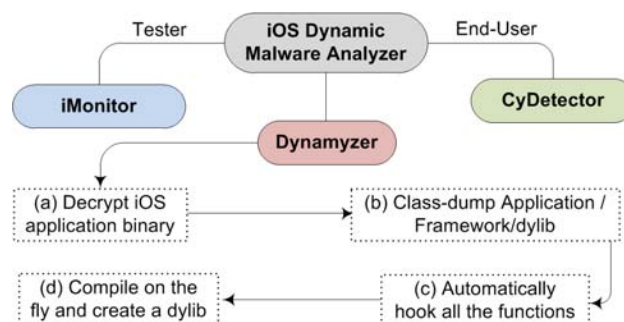 Tester
iOS Dynamic
Malware Analyzer
End-User
iMonitor
CyDetector
Dynamyzer
(a) Decrypt iOS
application binary
(b) Class-dump Application /
Framework/dylib
(d) Compile on the
fly and create a dylib
(c) Automatically
hook all the functions